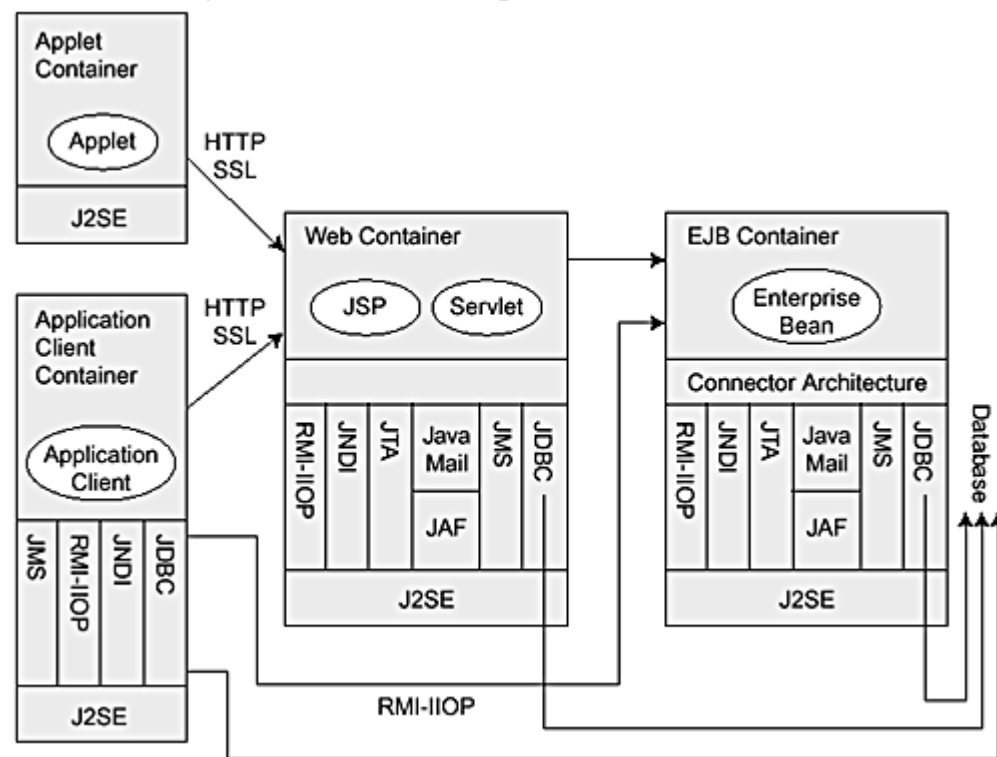 Applet
Container
Applet
J2SE
HTTP
SSL
Application
Client
Container
Application
Client
JMS
RMI-IIOP
JNDI
JDBC
J2SE
HTTP
SSL
Web Container
JSP
Servlet
RMI-IIOP
JNDI
JTA
Java
Mail
JAF
JMS
JDBC
J2SE
RMI-IIOP
EJB Container
Enterprise
Bean
Connector Architecture
RMI-IIOP
JNDI
JTA
Java
Mail
JAF
JMS
JDBC
J2SE
Database